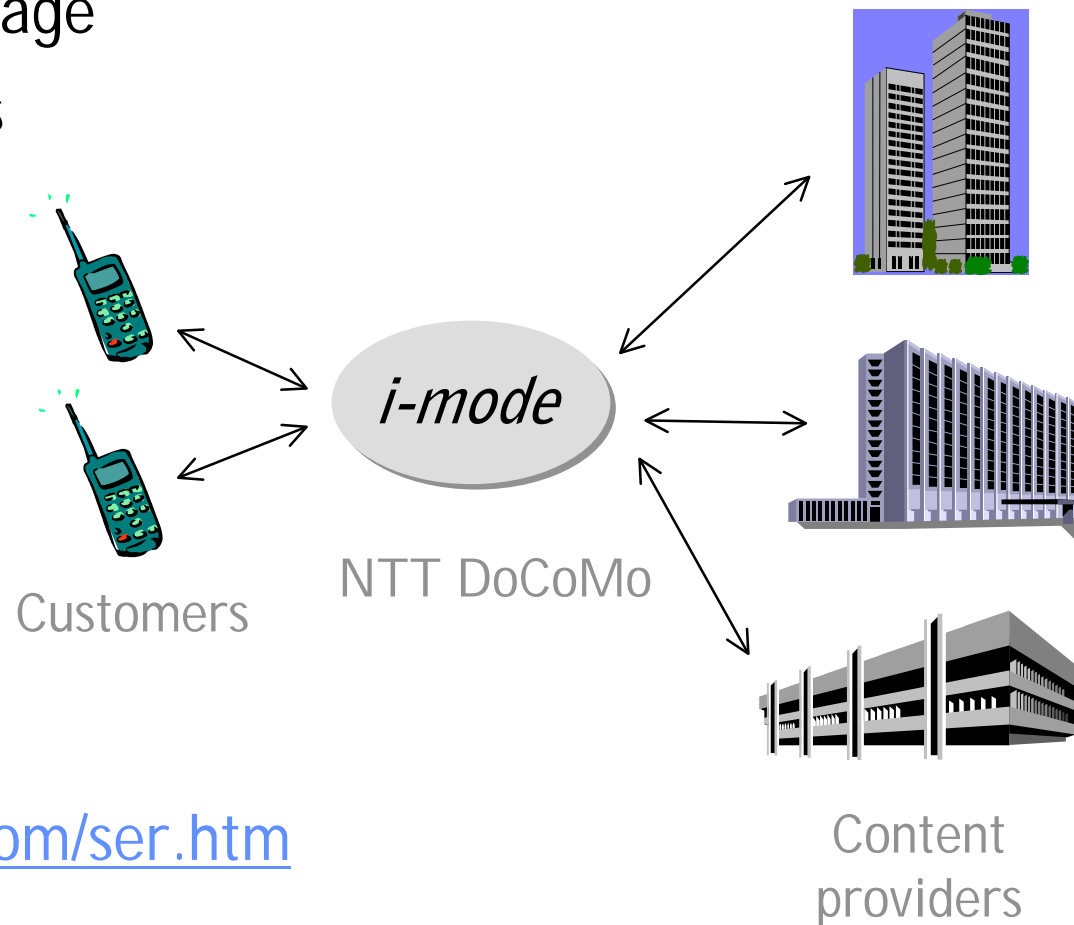 age
s
i-mode
NTT DoCoMo
Customers
om/ser.htm
Content
providers